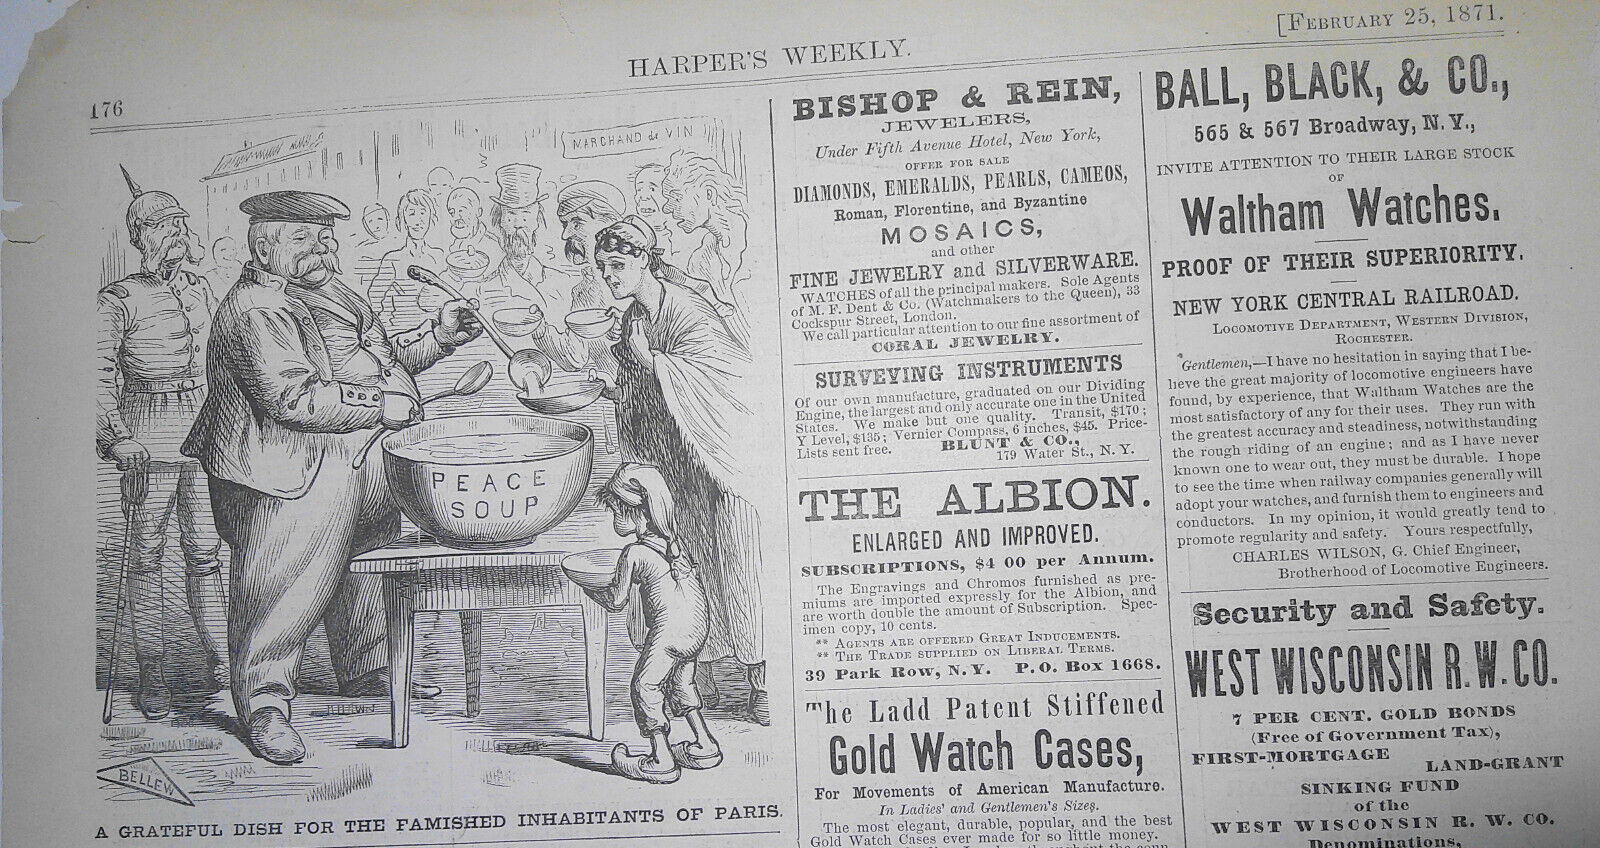 176
HARPER'S WEEKLY.
[FEBRUARY 25, 1871.
MARCHAND de VIN
PEACE
SOUP
BELLEW
A GRATEFUL DISH FOR THE FAMISHED INHABITANTS OF PARIS.
BISHOP & REIN,
JEWELERS,
Under Fifth Avenue Hotel, New York,
OFFER FOR SALE
DIAMONDS, EMERALDS, PEARLS, CAMEOS,
Roman, Florentine, and Byzantine
MOSAICS,
and other
FINE JEWELRY and SILVERWARE.
WATCHES of all the principal makers. Sole Agents
of M. F. Dent & Co. (Watchmakers to the Queen), 33
Cockspur Street, London.
We call particular attention to our fine assortment of
CORAL JEWELRY.
SURVEYING INSTRUMENTS
Of our own manufacture, graduated on our Dividing
Engine, the largest and only accurate one in the United
States. We make but one quality. Transit, $170;
Y Level, $135; Vernier Compass, 6 inches, $45. Price-
Lists sent free. BLUNT & CO.,
179 Water St., N. Y.
THE ALBION.
ENLARGED AND IMPROVED.
SUBSCRIPTIONS, $4 00 per Annum.
The Engravings and Chromos furnished as pre-
miums are imported expressly for the Albion, and
are worth double the amount of Subscription. Spec-
imen copy, 10 cents.
** AGENTS ARE OFFERED GREAT INDUCEMENTS.
** THE TRADE SUPPLIED ON LIBERAL TERMS.
39 Park Row, N. Y. P. O. Box 1668.
The Ladd Patent Stiffened
Gold Watch Cases,
For Movements of American Manufacture.
In Ladies' and Gentlemen's Sizes.
The most elegant, durable, popular, and the best
Gold Watch Cases ever made for so little money.
BALL, BLACK, & CO.,
565 & 567 Broadway, N. Y.,
INVITE ATTENTION TO THEIR LARGE STOCK
OF
Waltham Watches.
PROOF OF THEIR SUPERIORITY.
NEW YORK CENTRAL RAILROAD.
LOCOMOTIVE DEPARTMENT, WESTERN DIVISION,
ROCHESTER.
Gentlemen,—I have no hesitation in saying that I be-
lieve the great majority of locomotive engineers have
found, by experience, that Waltham Watches are the
most satisfactory of any for their uses. They run with
the greatest accuracy and steadiness, notwithstanding
the rough riding of an engine; and as I have never
known one to wear out, they must be durable. I hope
to see the time when railway companies generally will
adopt your watches, and furnish them to engineers and
conductors. In my opinion, it would greatly tend to
promote regularity and safety. Yours respectfully,
CHARLES WILSON, G. Chief Engineer,
Brotherhood of Locomotive Engineers.
Security and Safety.
WEST WISCONSIN R. W. CO.
7 PER CENT. GOLD BONDS
(Free of Government Tax),
FIRST-MORTGAGE
LAND-GRANT
SINKING FUND
of the
WEST WISCONSIN R. W. CO.
Denominations,